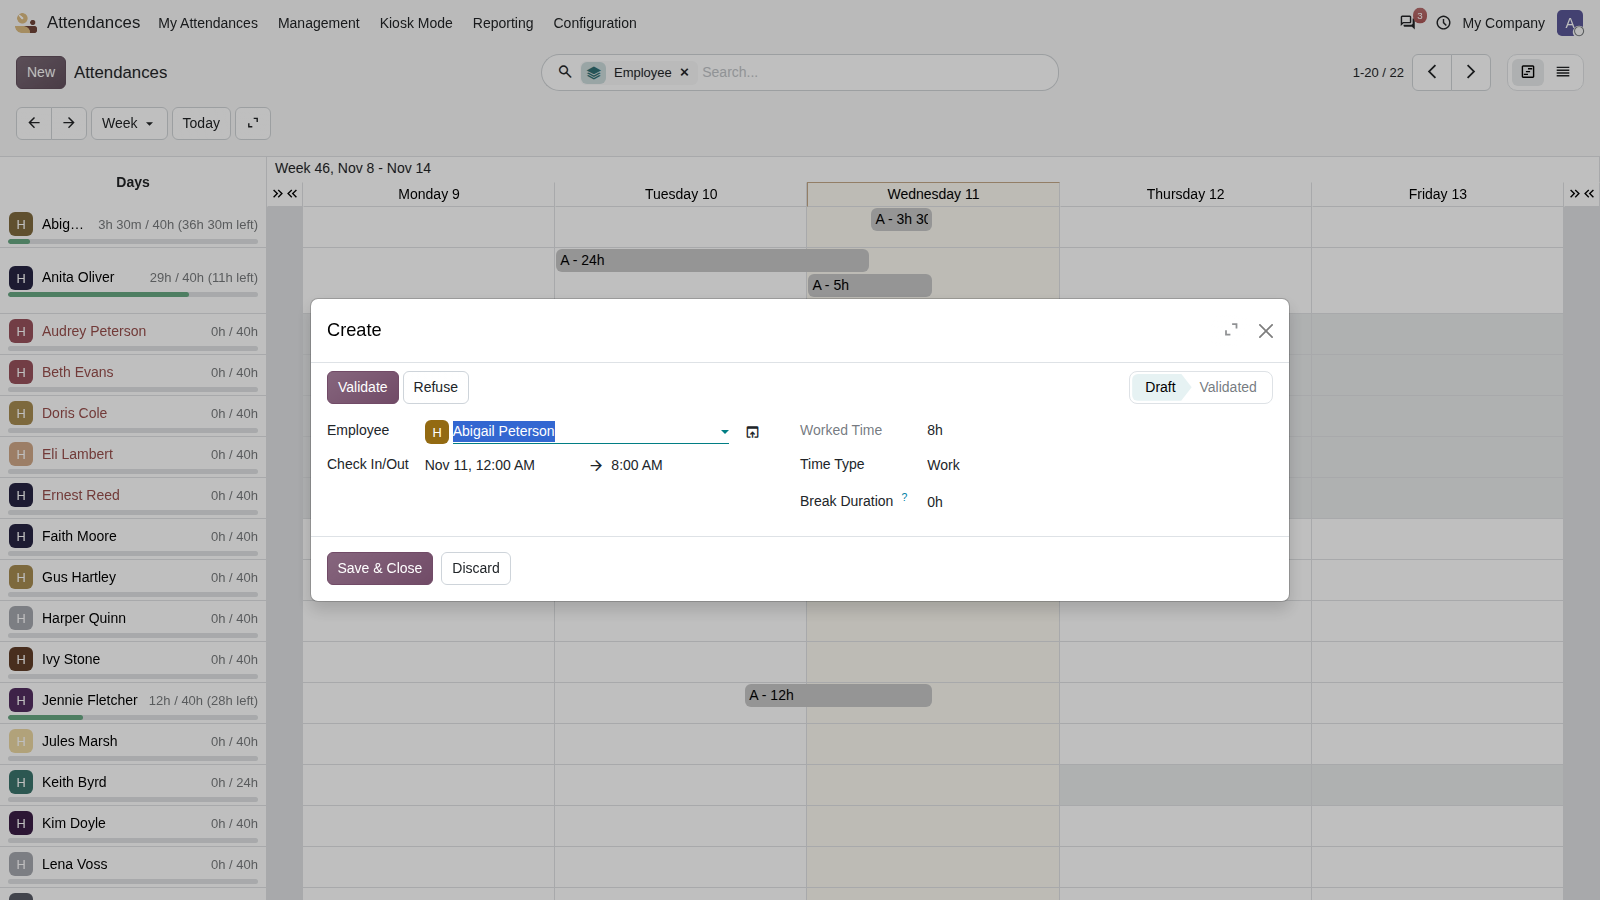 Attendances My Attendances Management Kiosk Mode Reporting Configuration 3 My Company A
New Attendances Employee Search... 1-20 / 22
Week Today
Week 46, Nov 8 - Nov 14
Days
Monday 9 Tuesday 10 Wednesday 11 Thursday 12 Friday 13
H Abig... 3h 30m / 40h (36h 30m left) A - 3h 30
H Anita Oliver 29h / 40h (11h left) A - 24h
A - 5h
H Audrey Peterson 0h / 40h
H Beth Evans 0h / 40h
H Doris Cole 0h / 40h
H Eli Lambert 0h / 40h
H Ernest Reed 0h / 40h
H Faith Moore 0h / 40h
H Gus Hartley 0h / 40h
H Harper Quinn 0h / 40h
H Ivy Stone 0h / 40h
H Jennie Fletcher 12h / 40h (28h left) A - 12h
H Jules Marsh 0h / 40h
H Keith Byrd 0h / 24h
H Kim Doyle 0h / 40h
H Lena Voss 0h / 40h
Create
Validate Refuse Draft Validated
Employee H Abigail Peterson Worked Time 8h
Check In/Out Nov 11, 12:00 AM 8:00 AM Time Type Work
Break Duration ? 0h
Save & Close Discard